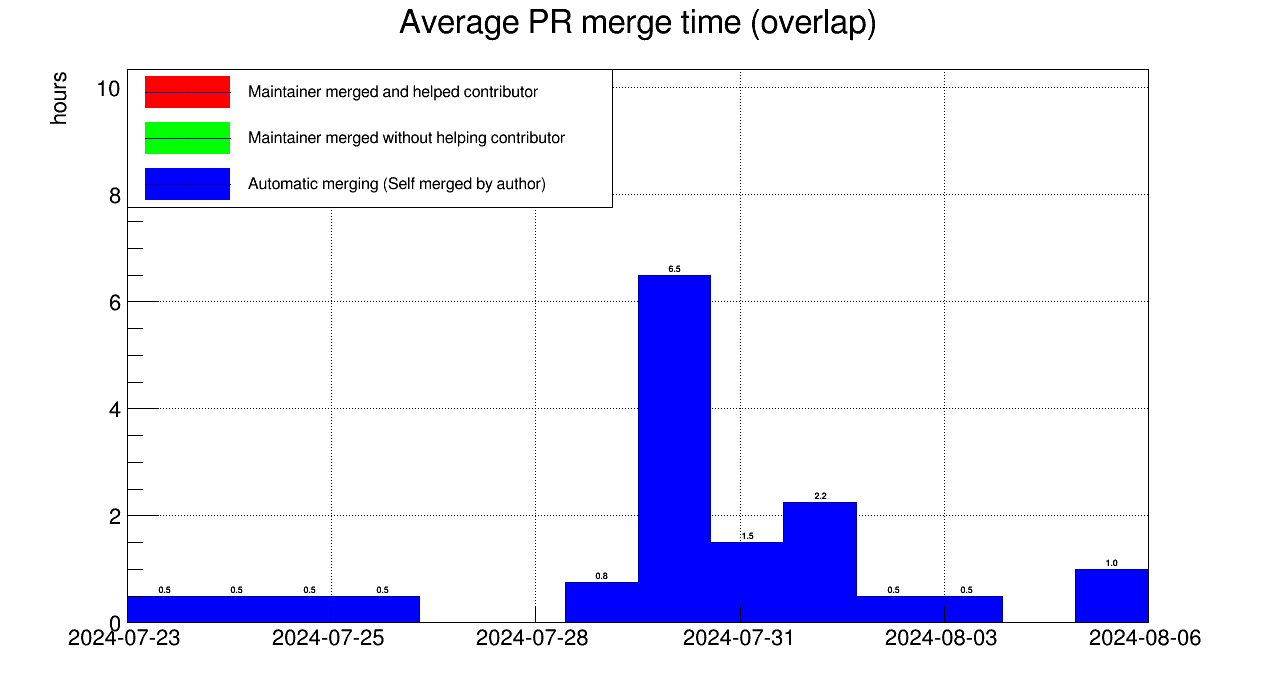 Average PR merge time (overlap)
hours
10
8
6
4
2
0
Maintainer merged and helped contributor
Maintainer merged without helping contributor
Automatic merging (Self merged by author)
0.5 0.5 0.5 0.5 0.8 6.5 1.5 2.2 0.5 0.5 1.0
2024-07-23 2024-07-25 2024-07-28 2024-07-31 2024-08-03 2024-08-06